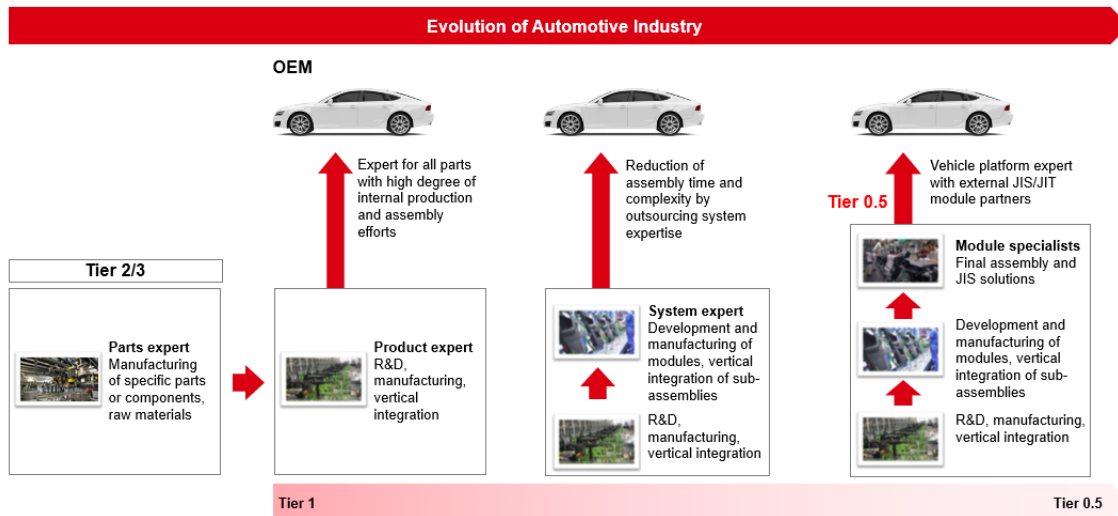 Evolution of Automotive Industry
OEM
Expert for all parts
with high degree of
internal production
and assembly
efforts
Reduction of
assembly time and
complexity by
outsourcing system
expertise
Vehicle platform expert
with external JIS/JIT
module partners
Tier 0.5
Tier 2/3
Parts expert
Manufacturing
of specific parts
or components,
raw materials
Product expert
R&D,
manufacturing,
vertical
integration
System expert
Development and
manufacturing of
modules, vertical
integration of sub-
assemblies
R&D,
manufacturing,
vertical integration
Module specialists
Final assembly and
JIS solutions
Development and
manufacturing of
modules, vertical
integration of sub-
assemblies
R&D, manufacturing,
vertical integration
Tier 1
Tier 0.5